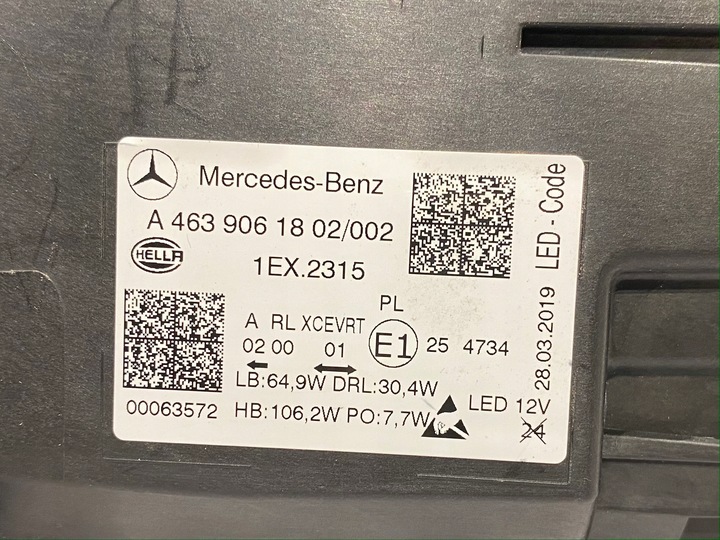 Mercedes-Benz
A 463 906 18 02/002
HELLA
1EX.2315
PL
A RL XCEVRT
02 00 01
E1
25 4734
LB:64,9W DRL:30,4W
00063572
HB:106,2W PO:7,7W
LED 12V
24
28.03.2019 LED - Code